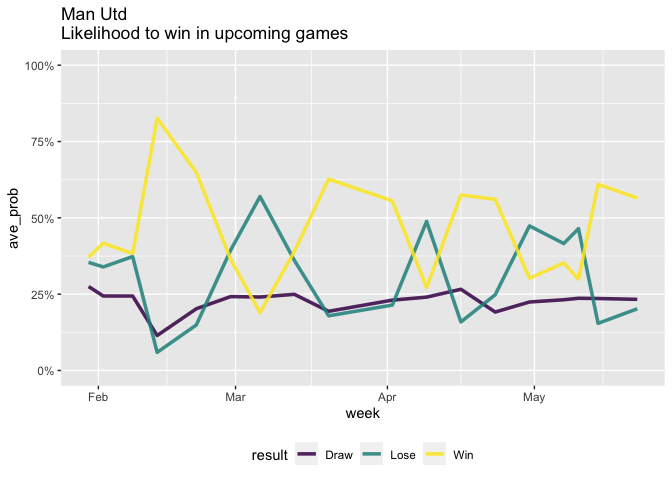 Man Utd
Likelihood to win in upcoming games
100%
75%
50%
25%
0%
ave_prob
Feb Mar Apr May
week
result Draw Lose Win